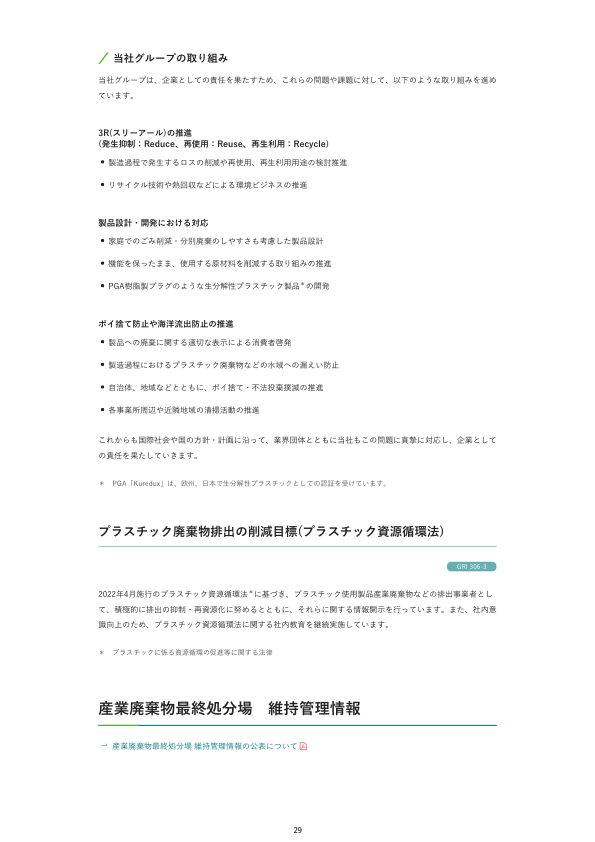 当社グループの取り組み
当社グループは、企業としての責任を果たすため、これらの問題や課題に対して、以下のような取り組みを進め
ています。
3R(スリーアール)の推進
(発生抑制：Reduce、再使用：Reuse、再生利用：Recycle)
• 製造過程で発生するロスの削減や再使用、再生利用用途の検討推進
• リサイクル技術や熱回収などによる環境ビジネスの推進
製品設計・開発における対応
• 家庭でのごみ削減・分別廃棄のしやすさも考慮した製品設計
• 機能を保ったまま、使用する原材料を削減する取り組みの推進
• PGA樹脂製プラグのような生分解性プラスチック製品＊の開発
ポイ捨て防止や海洋流出防止の推進
• 製品への廃棄に関する適切な表示による消費者啓発
• 製造過程におけるプラスチック廃棄物などの水域への漏えい防止
• 自治体、地域などとともに、ポイ捨て・不法投棄撲滅の推進
• 各事業所周辺や近隣地域の清掃活動の推進
これからも国際社会や国の方針・計画に沿って、業界団体とともに当社もこの問題に真摯に対応し、企業として
の責任を果たしていきます。
＊ PGA「Kuredux」は、欧州、日本で生分解性プラスチックとしての認証を受けています。
プラスチック廃棄物排出の削減目標(プラスチック資源循環法)
GRI 306-3
2022年4月施行のプラスチック資源循環法＊に基づき、プラスチック使用製品産業廃棄物などの排出事業者とし
て、積極的に排出の抑制・再資源化に努めるとともに、それらに関する情報開示を行っています。また、社内意
識向上のため、プラスチック資源循環法に関する社内教育を継続実施しています。
＊ プラスチックに係る資源循環の促進等に関する法律
産業廃棄物最終処分場　維持管理情報
→ 産業廃棄物最終処分場 維持管理情報の公表について
29